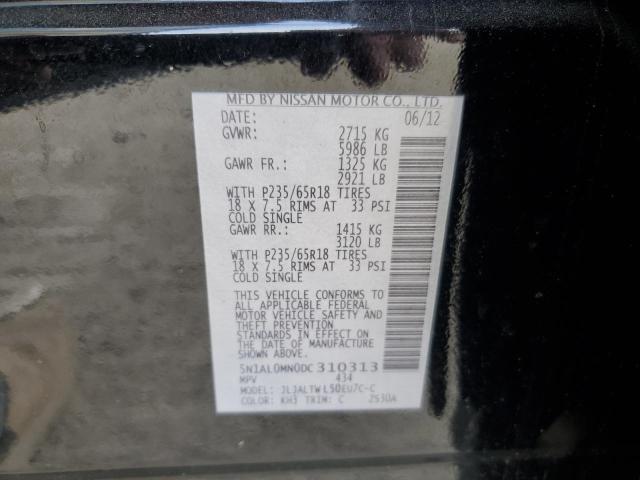 MFD BY NISSAN MOTOR CO., LTD.
DATE: 06/12
GVWR: 2715 KG
5986 LB
GAWR FR.: 1325 KG
2921 LB
WITH P235/65R18 TIRES
18 X 7.5 RIMS AT 33 PSI
COLD SINGLE
GAWR RR.: 1415 KG
3120 LB
WITH P235/65R18 TIRES
18 X 7.5 RIMS AT 33 PSI
COLD SINGLE
THIS VEHICLE CONFORMS TO
ALL APPLICABLE FEDERAL
MOTOR VEHICLE SAFETY AND
THEFT PREVENTION
STANDARDS IN EFFECT ON
THE DATE OF MANUFACTURE
SHOWN ABOVE.
5N1AL0MN0DC310313
MPV 434
MODEL: JLJALTWL50EU7C-C
COLOR: KH3 TRIM: C 2S30A